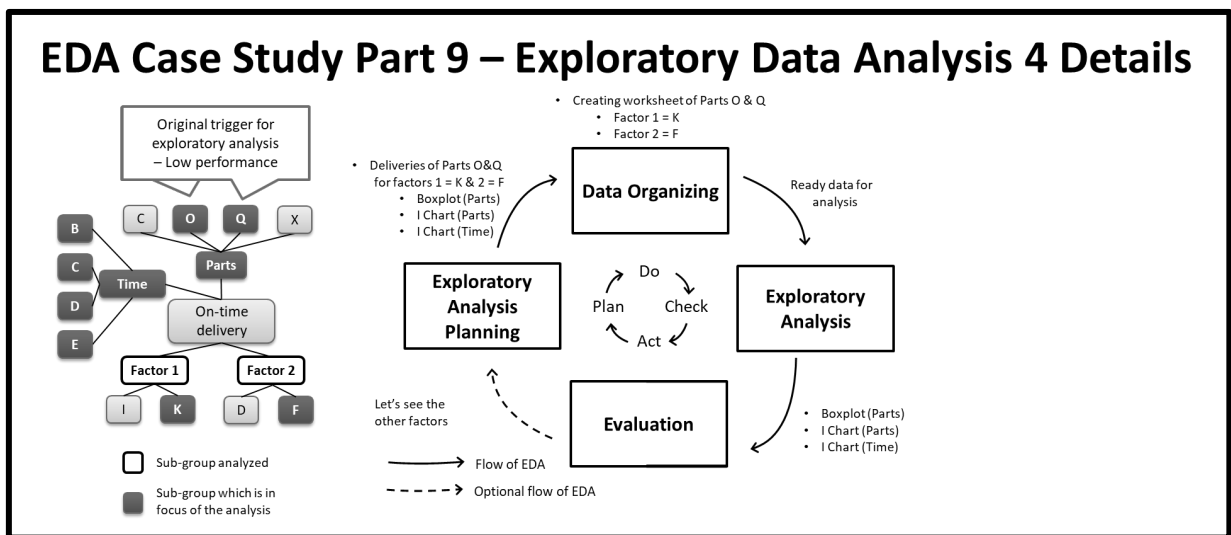 EDA Case Study Part 9 – Exploratory Data Analysis 4 Details
Original trigger for
exploratory analysis
– Low performance
C
O
Q
X
Parts
B
C
D
E
Time
On-time
delivery
Factor 1
Factor 2
I
K
D
F
Sub-group analyzed
Sub-group which is in
focus of the analysis
• Creating worksheet of Parts O & Q
• Factor 1 = K
• Factor 2 = F
• Deliveries of Parts O&Q
for factors 1 = K & 2 = F
• Boxplot (Parts)
• I Chart (Parts)
• I Chart (Time)
Data Organizing
Ready data for
analysis
Exploratory
Analysis
Planning
Do
Plan
Check
Act
Exploratory
Analysis
Let's see the
other factors
Evaluation
• Boxplot (Parts)
• I Chart (Parts)
• I Chart (Time)
Flow of EDA
Optional flow of EDA